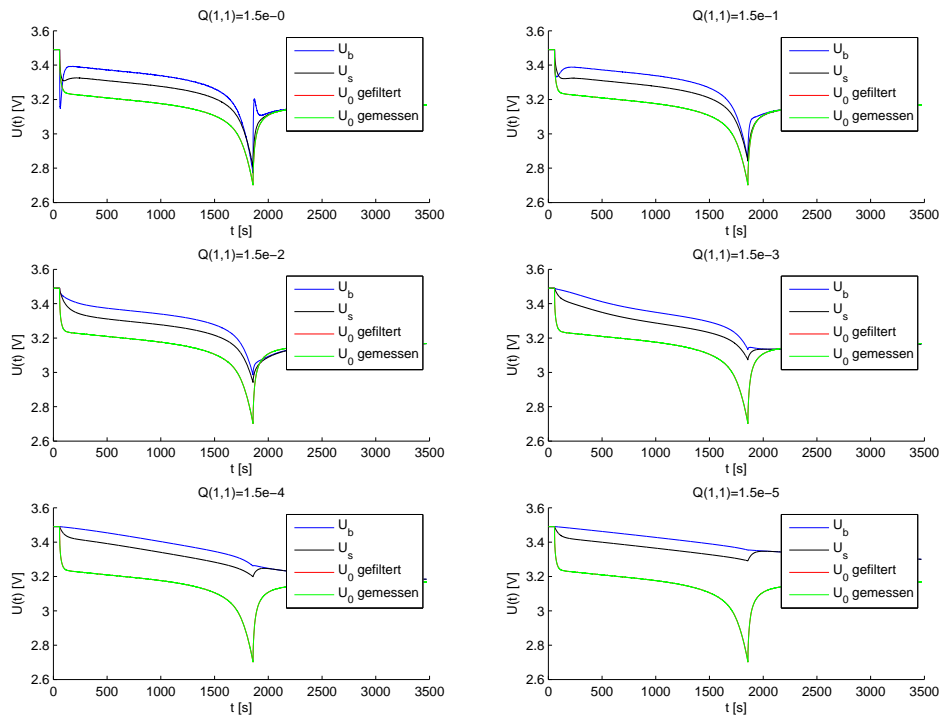 Q(1,1)=1.5e-0
U(t) [V]
3.6
3.4
3.2
3
2.8
2.6
0 500 1000 1500 2000 2500 3000 3500
t [s]
U_b
U_s
U_0 gefiltert
U_0 gemessen
Q(1,1)=1.5e-1
U(t) [V]
3.6
3.4
3.2
3
2.8
2.6
0 500 1000 1500 2000 2500 3000 3500
t [s]
U_b
U_s
U_0 gefiltert
U_0 gemessen
Q(1,1)=1.5e-2
U(t) [V]
3.6
3.4
3.2
3
2.8
2.6
0 500 1000 1500 2000 2500 3000 3500
t [s]
U_b
U_s
U_0 gefiltert
U_0 gemessen
Q(1,1)=1.5e-3
U(t) [V]
3.6
3.4
3.2
3
2.8
2.6
0 500 1000 1500 2000 2500 3000 3500
t [s]
U_b
U_s
U_0 gefiltert
U_0 gemessen
Q(1,1)=1.5e-4
U(t) [V]
3.6
3.4
3.2
3
2.8
2.6
0 500 1000 1500 2000 2500 3000 3500
t [s]
U_b
U_s
U_0 gefiltert
U_0 gemessen
Q(1,1)=1.5e-5
U(t) [V]
3.6
3.4
3.2
3
2.8
2.6
0 500 1000 1500 2000 2500 3000 3500
t [s]
U_b
U_s
U_0 gefiltert
U_0 gemessen